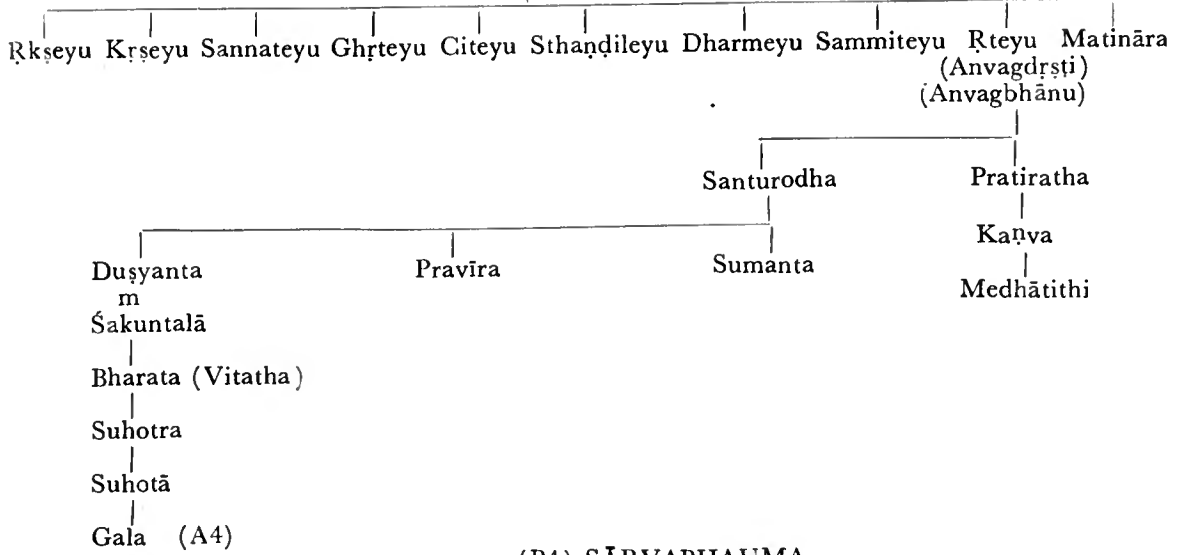 Ṛkṣeyu Kṛṣeyu Sannateyu Ghṛteyu Citeyu Sthaṇḍileyu Dharmeyu Sammiteyu Ṛteyu Matināra
(Anvagdṛṣṭi)
(Anvagbhānu)
Santurodha Pratiratha
Kaṇva
Duṣyanta Pravīra Sumanta
Medhātithi
m
Śakuntalā
Bharata (Vitatha)
Suhotra
Suhotā
Gala (A4)